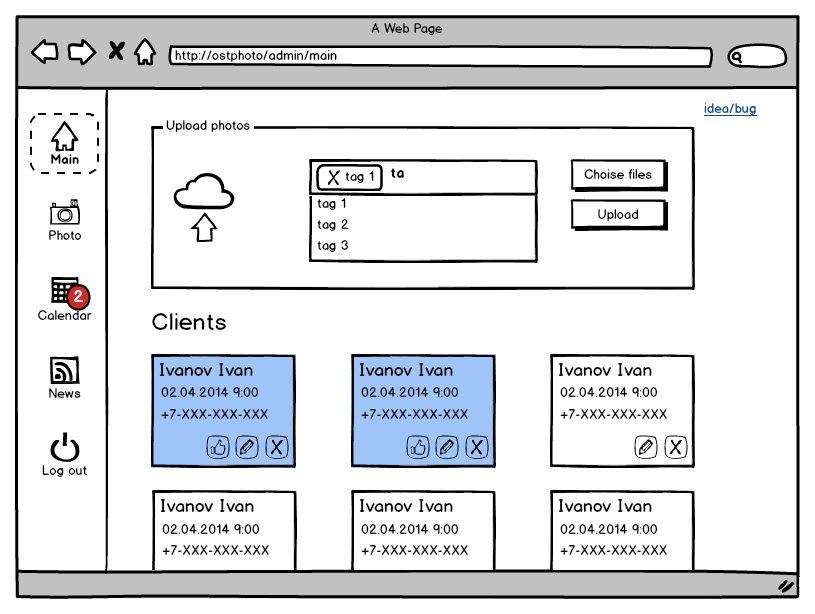 A Web Page
http://ostphoto/admin/main
idea/bug
Main
Photo
2
Calendar
News
Log out
Upload photos
X tag 1 ta
tag 1
tag 2
tag 3
Choise files
Upload
Clients
Ivanov Ivan
02.04.2014 9:00
+7-XXX-XXX-XXX
Ivanov Ivan
02.04.2014 9:00
+7-XXX-XXX-XXX
Ivanov Ivan
02.04.2014 9:00
+7-XXX-XXX-XXX
Ivanov Ivan
02.04.2014 9:00
+7-XXX-XXX-XXX
Ivanov Ivan
02.04.2014 9:00
+7-XXX-XXX-XXX
Ivanov Ivan
02.04.2014 9:00
+7-XXX-XXX-XXX